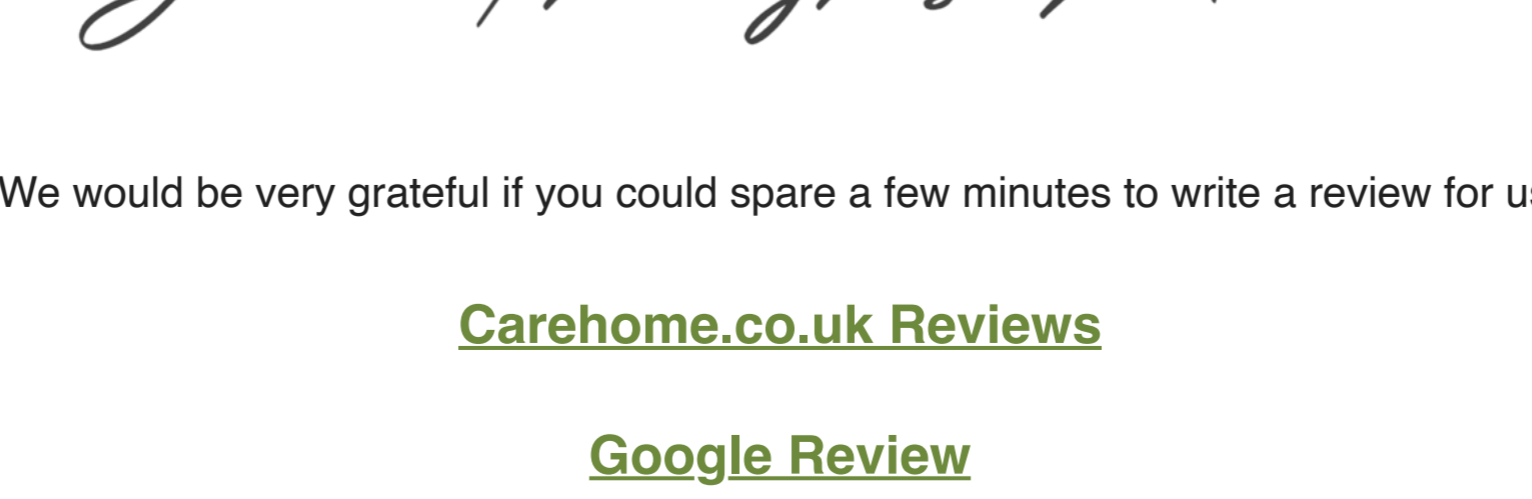 We would be very grateful if you could spare a few minutes to write a review for us
Carehome.co.uk Reviews
Google Review